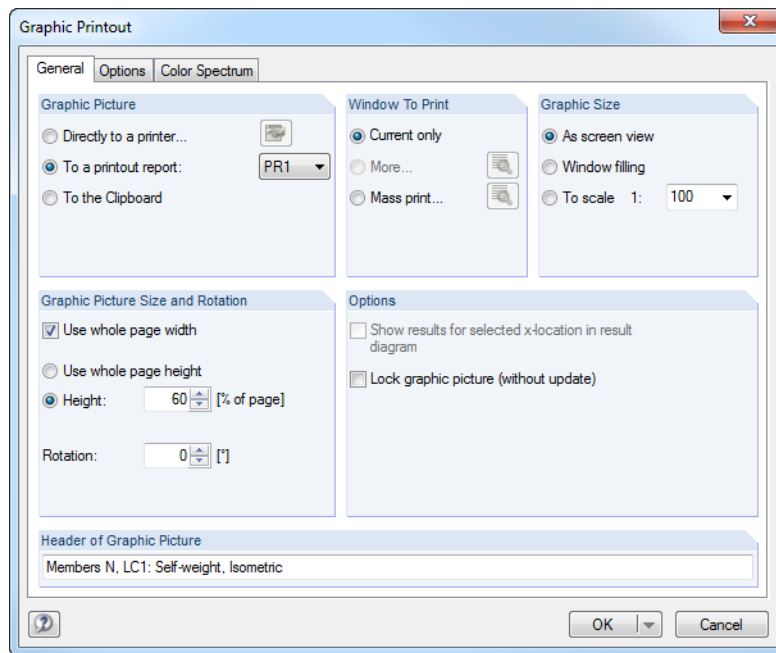 Graphic Printout
General Options Color Spectrum
Graphic Picture
Directly to a printer...
To a printout report: PR1
To the Clipboard
Window To Print
Current only
More...
Mass print...
Graphic Size
As screen view
Window filling
To scale 1: 100
Graphic Picture Size and Rotation
Use whole page width
Use whole page height
Height: 60 [% of page]
Rotation: 0 [°]
Options
Show results for selected x-location in result
diagram
Lock graphic picture (without update)
Header of Graphic Picture
Members N, LC1: Self-weight, Isometric
OK Cancel